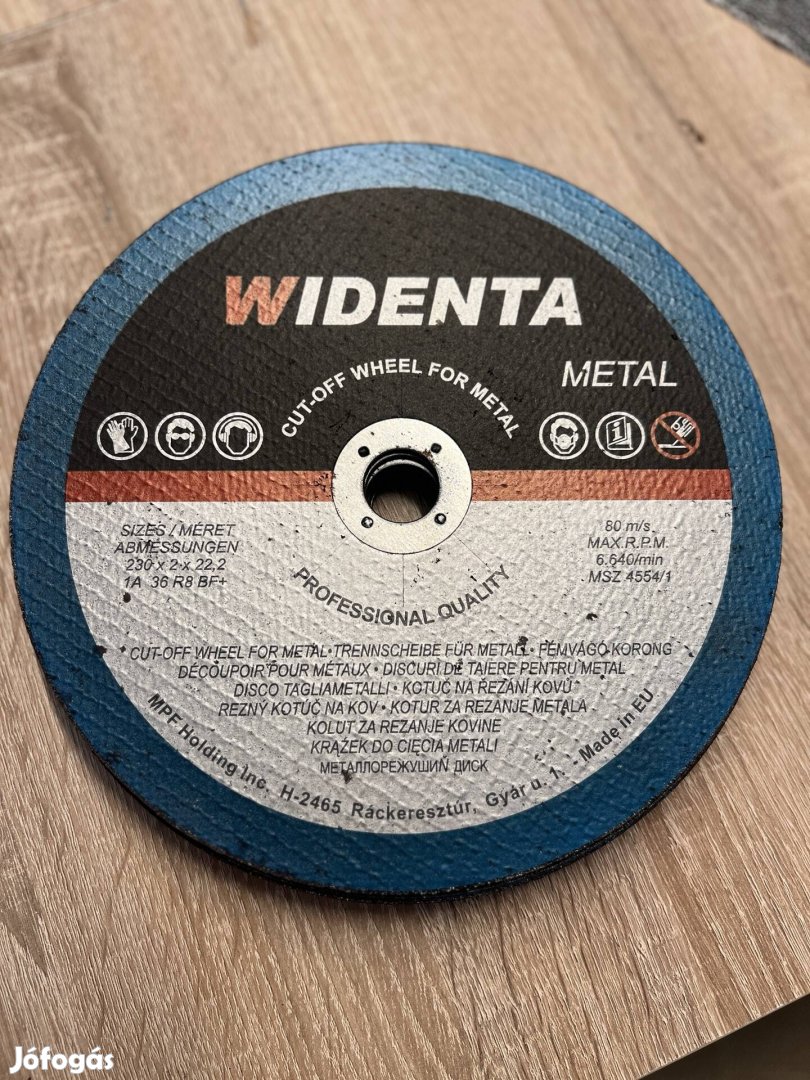 WIDENTA
METAL
CUT-OFF WHEEL FOR METAL
SIZES / MÉRET
ABMESSUNGEN
230 x 2 x 22,2
1A 36 R8 BF+
80 m/s
MAX.R.P.M.
6.640/min
MSZ 4554/1
PROFESSIONAL QUALITY
CUT-OFF WHEEL FOR METAL • TRENNSCHEIBE FÜR METALL • FÉMVÁGÓ KORONG
DÉCOUPOIR POUR MÉTAUX • DISCURI DE TAIERE PENTRU METAL
DISCO TAGLIAMETALLI • KOTUČ NA ŘEZÁNÍ KOVŮ
REZNÝ KOTÚČ NA KOV • KOTUR ZA REZANJE METALA
KOLUT ZA REZANJE KOVINE
KRĄŻEK DO CIĘCIA METALI
МЕТАЛЛОРЕЖУШИЙ ДИСК
MPF Holding Inc. H-2465 Ráckeresztúr, Gyár u. 1. - Made in EU
Jófogás